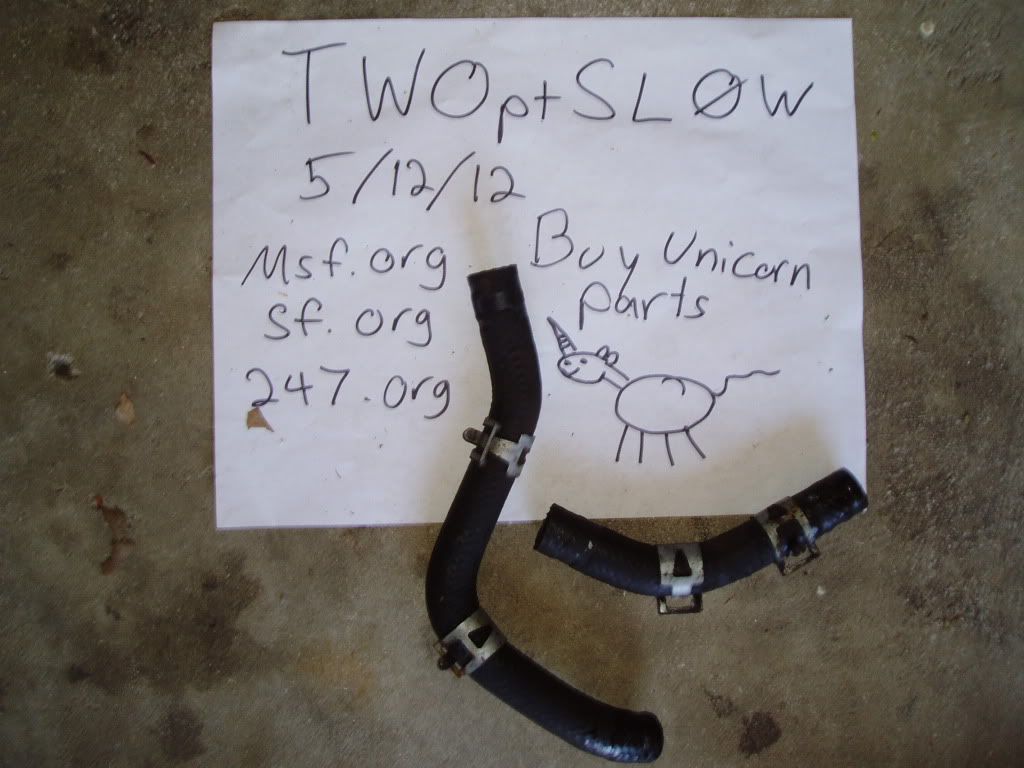 TWOptSLØW
5/12/12
Msf.org
Sf.org
247.org
Buy Unicorn
parts